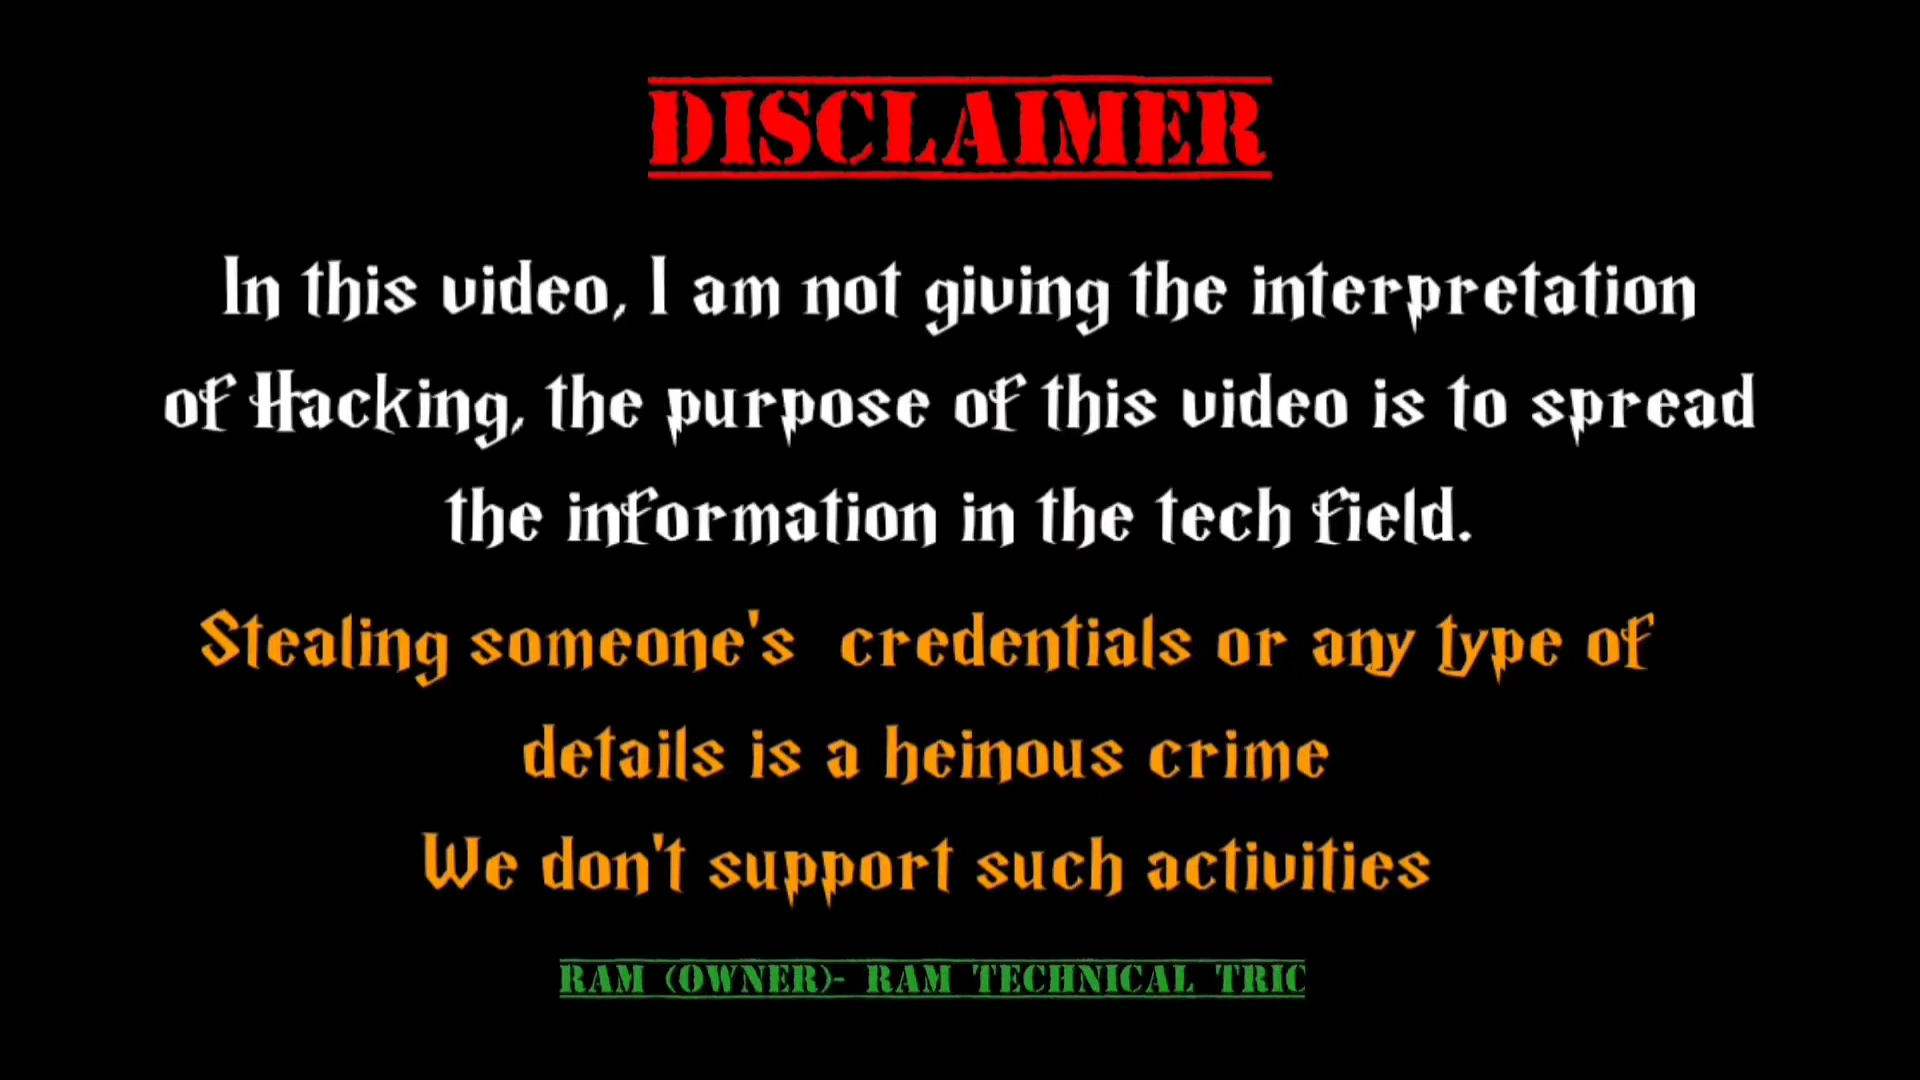 DISCLAIMER
In this video, I am not giving the interpretation
of Hacking, the purpose of this video is to spread
the information in the tech field.
Stealing someone's credentials or any type of
details is a heinous crime
We don't support such activities
RAM (OWNER)- RAM TECHNICAL TRIC